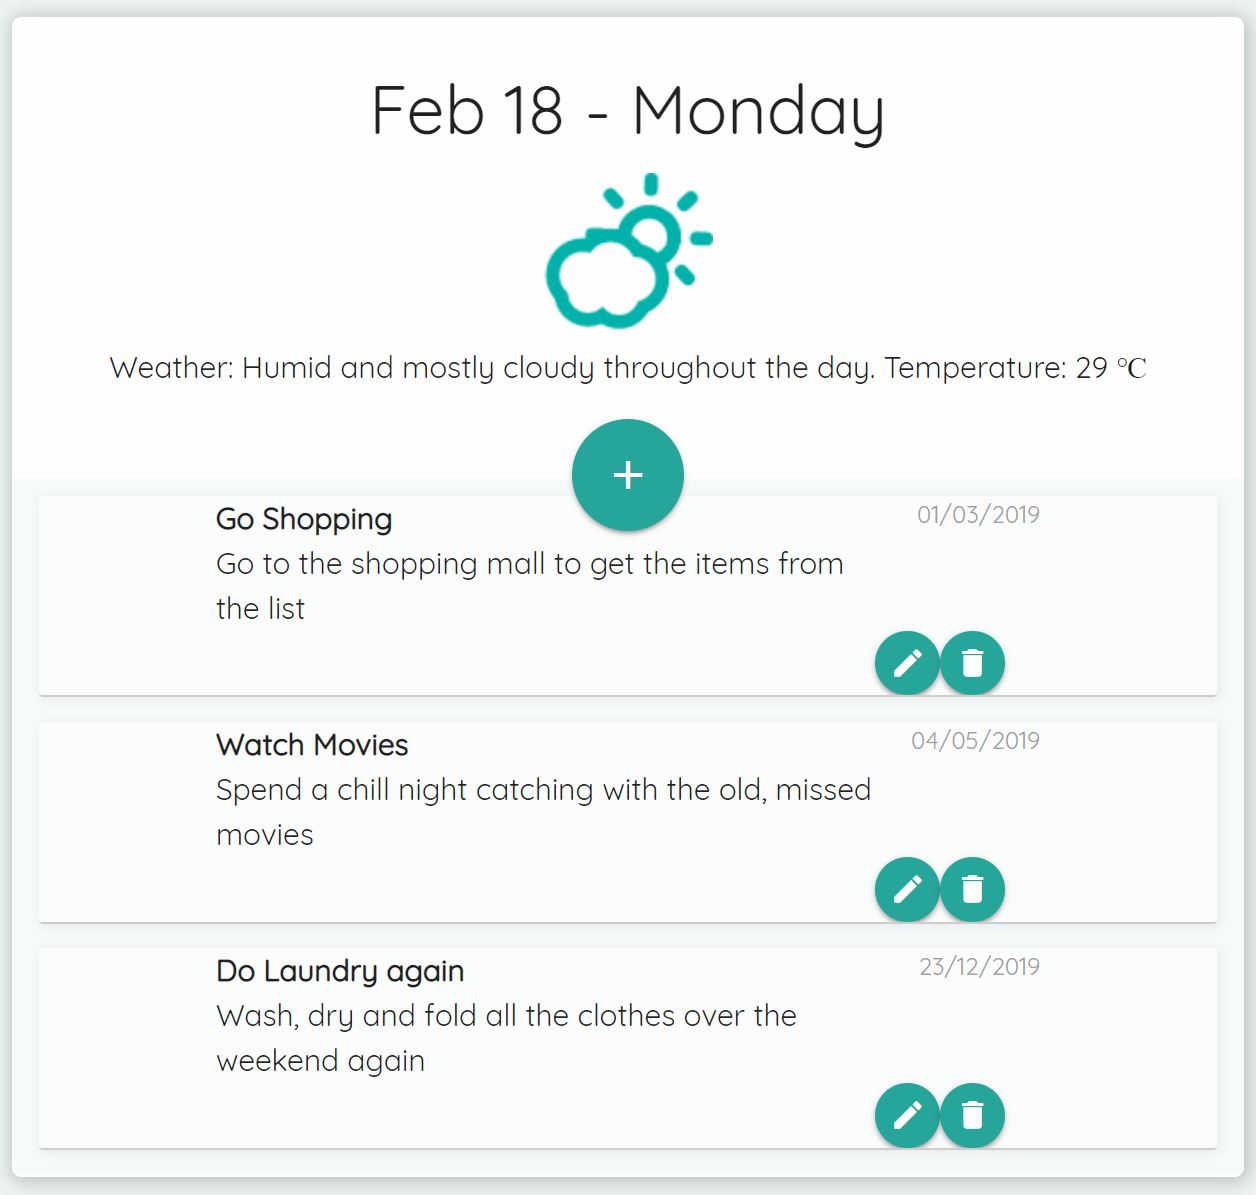 Feb 18 - Monday
Weather: Humid and mostly cloudy throughout the day. Temperature: 29 ℃
+
Go Shopping 01/03/2019
Go to the shopping mall to get the items from
the list
Watch Movies 04/05/2019
Spend a chill night catching with the old, missed
movies
Do Laundry again 23/12/2019
Wash, dry and fold all the clothes over the
weekend again